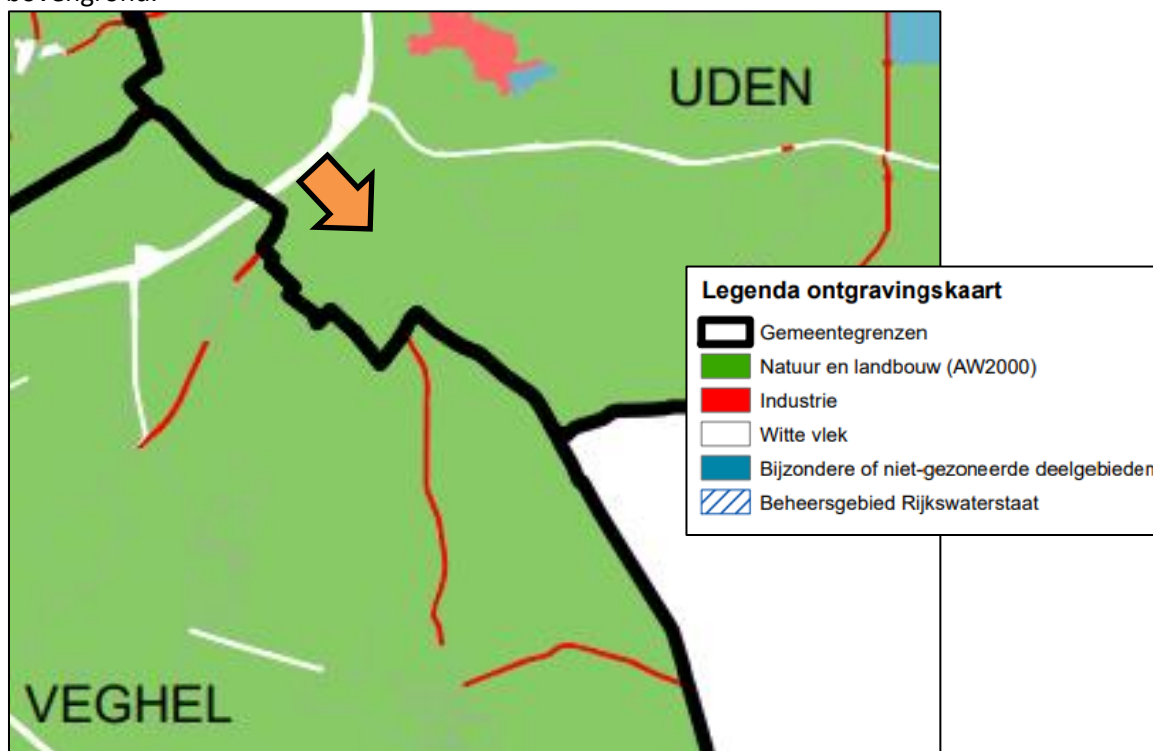 bovengrond.
UDEN
Legenda ontgravingskaart
Gemeentegrenzen
Natuur en landbouw (AW2000)
Industrie
Witte vlek
Bijzondere of niet-gezoneerde deelgebieden
Beheersgebied Rijkswaterstaat
VEGHEL